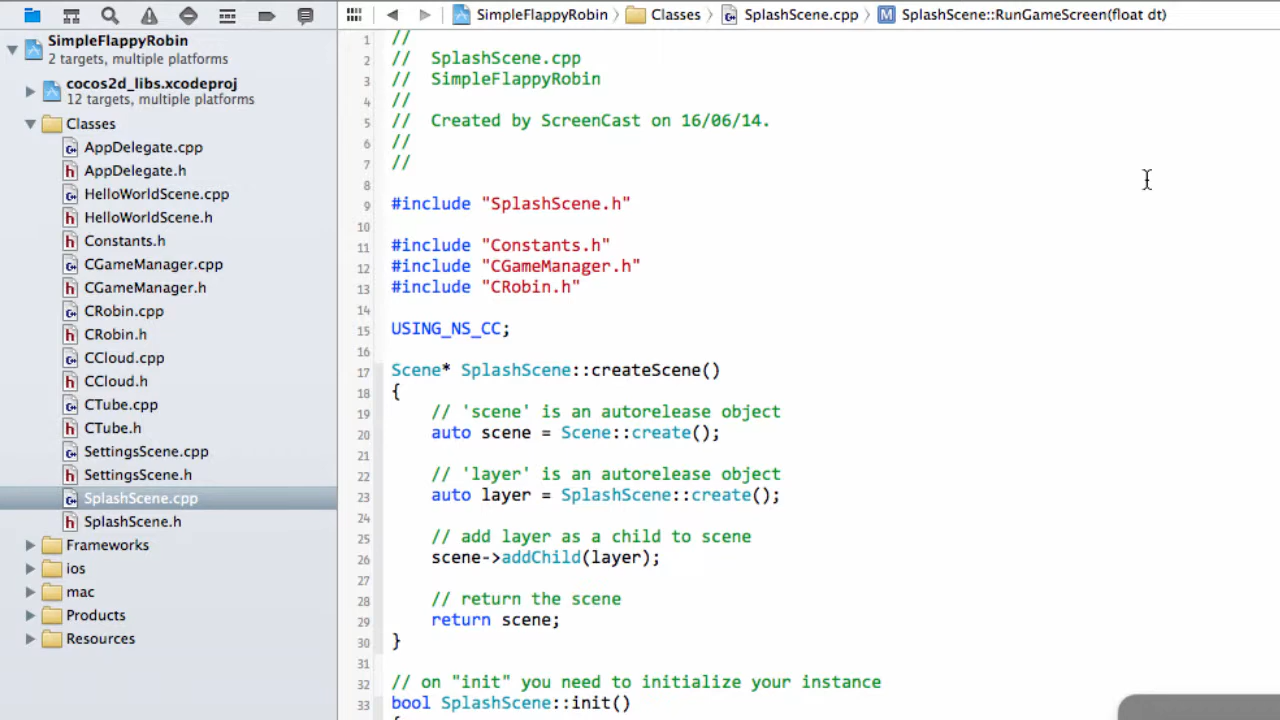 SimpleFlappyRobin
2 targets, multiple platforms
cocos2d_libs.xcodeproj
12 targets, multiple platforms
Classes
AppDelegate.cpp
AppDelegate.h
HelloWorldScene.cpp
HelloWorldScene.h
Constants.h
CGameManager.cpp
CGameManager.h
CRobin.cpp
CRobin.h
CCloud.cpp
CCloud.h
CTube.cpp
CTube.h
SettingsScene.cpp
SettingsScene.h
SplashScene.cpp
SplashScene.h
Frameworks
ios
mac
Products
Resources
SimpleFlappyRobin Classes SplashScene.cpp M SplashScene::RunGameScreen(float dt)
1 //
2 // SplashScene.cpp
3 // SimpleFlappyRobin
4 //
5 // Created by ScreenCast on 16/06/14.
6 //
7 //
8
9 #include "SplashScene.h"
10
11 #include "Constants.h"
12 #include "CGameManager.h"
13 #include "CRobin.h"
14
15 USING_NS_CC;
16
17 Scene* SplashScene::createScene()
18 {
19 // 'scene' is an autorelease object
20 auto scene = Scene::create();
21
22 // 'layer' is an autorelease object
23 auto layer = SplashScene::create();
24
25 // add layer as a child to scene
26 scene->addChild(layer);
27
28 // return the scene
29 return scene;
30 }
31
32 // on "init" you need to initialize your instance
33 bool SplashScene::init()